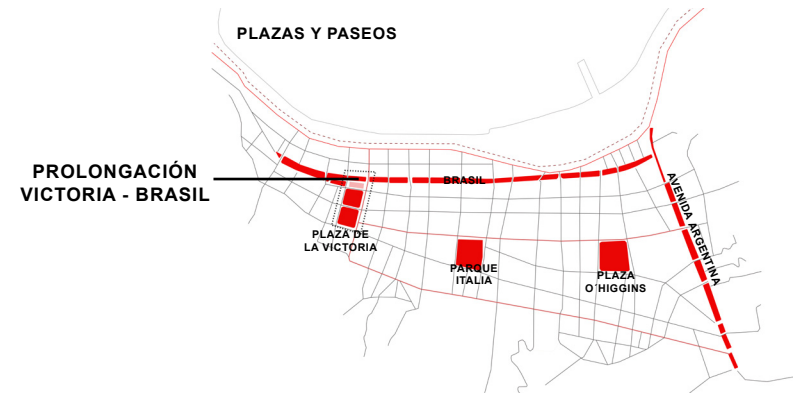 PLAZAS Y PASEOS
PROLONGACIÓN
VICTORIA - BRASIL
BRASIL
AVENIDA ARGENTINA
PLAZA DE
LA VICTORIA
PARQUE
ITALIA
PLAZA
O´HIGGINS